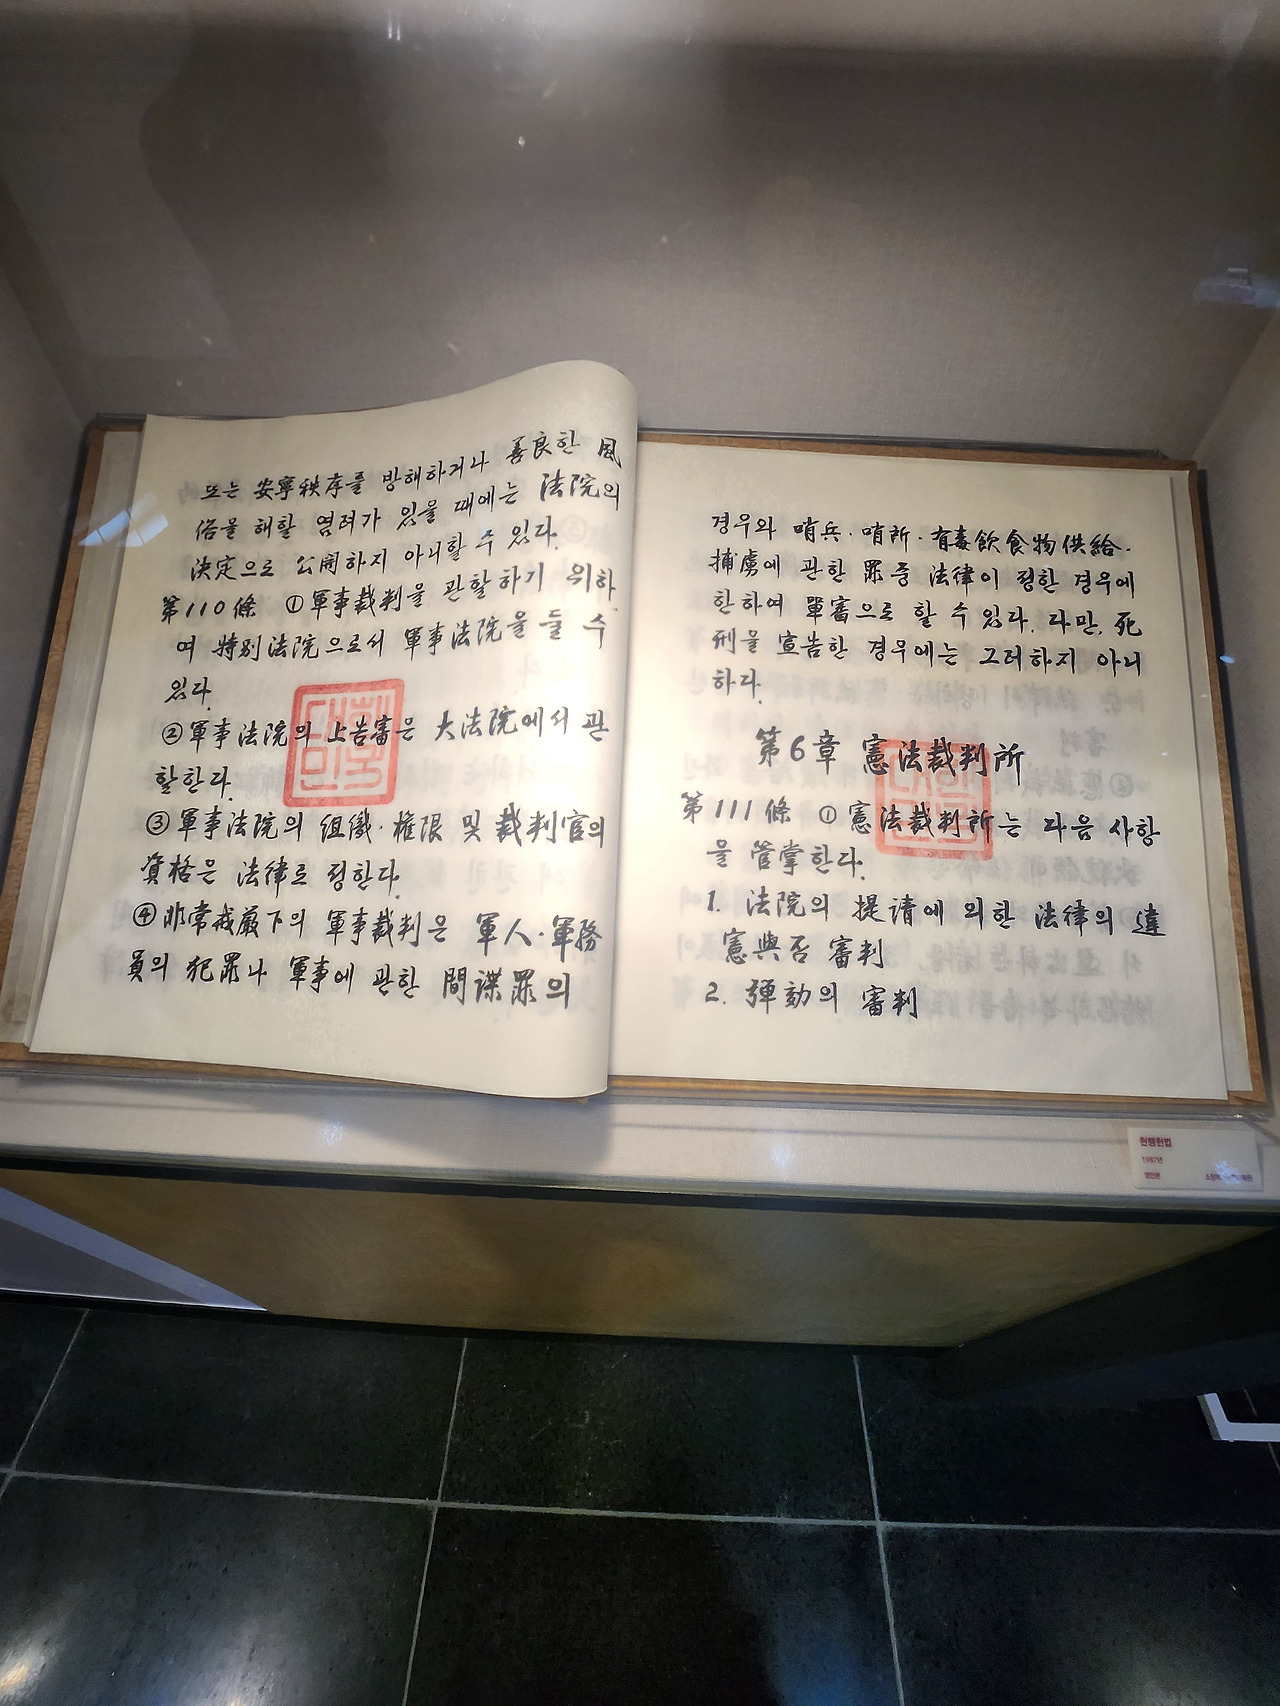 또는 安寧秩序를 방해하거나 善良한 風
俗을 해할 염려가 있을 때에는 法院의
決定으로 公開하지 아니할 수 있다.
第110條 ①軍事裁判을 관할하기 위하
여 特別法院으로서 軍事法院을 둘 수
있다.
②軍事法院의 上告審은 大法院에서 관
할한다.
③軍事法院의 組織·權限 및 裁判官의
資格은 法律로 정한다.
④非常戒嚴下의 軍事裁判은 軍人·軍務
員의 犯罪나 軍事에 관한 間諜罪의
경우와 哨兵·哨所·有毒飮食物供給·
捕虜에 관한 罪중 法律이 정한 경우에
한하여 單審으로 할 수 있다. 다만, 死
刑을 宣告한 경우에는 그러하지 아니
하다.
第6章 憲法裁判所
第111條 ①憲法裁判所는 다음 사항
을 管掌한다.
1. 法院의 提請에 의한 法律의 違
憲與否 審判
2. 彈劾의 審判
대한민국
현행헌법
1987년